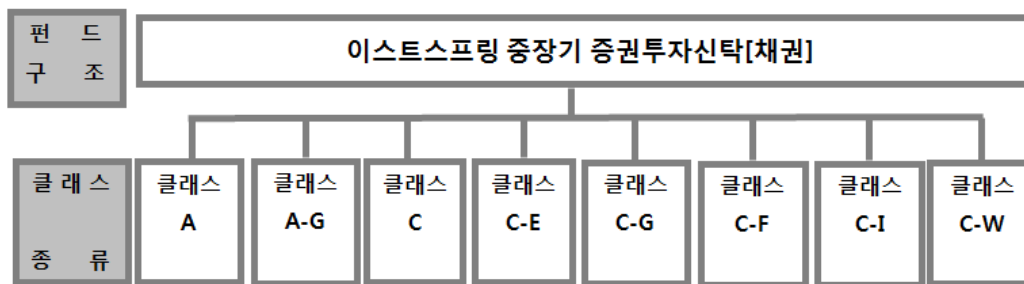 펀 드
구 조
이스트스프링 중장기 증권투자신탁[채권]
클 래 스
종 류
클래스
A
클래스
A-G
클래스
C
클래스
C-E
클래스
C-G
클래스
C-F
클래스
C-I
클래스
C-W